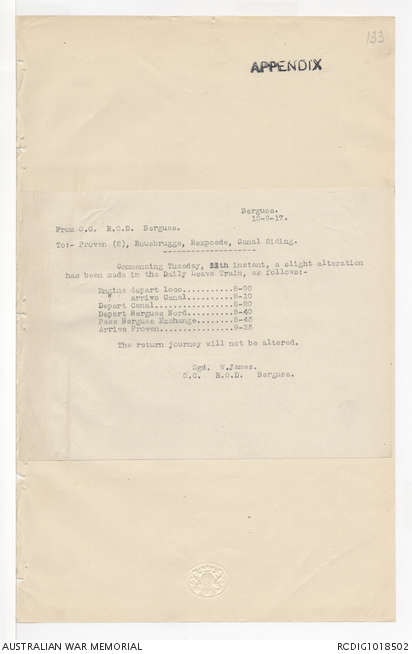 133
APPENDIX
Bergues.
10-9-17.
From O.C. R.O.D. Bergues.
To:- Proven (2), Rousbrugge, Rexpoede, Canal Siding.
Commencing Tuesday, 11th instant, a slight alteration
has been made in the Daily Leave Train, as follows:-
Engine depart loco..........8-00
" Arrive Canal.........8-10
Depart Canal................8-20
Depart Bergues Nord.........8-40
Pass Bergues Exchange.......8-45
Arrive Proven...............9-35
The return journey will not be altered.
Sgd. W.James.
O.C. R.O.D. Bergues.
AUSTRALIAN WAR MEMORIAL
RCDIG1018502